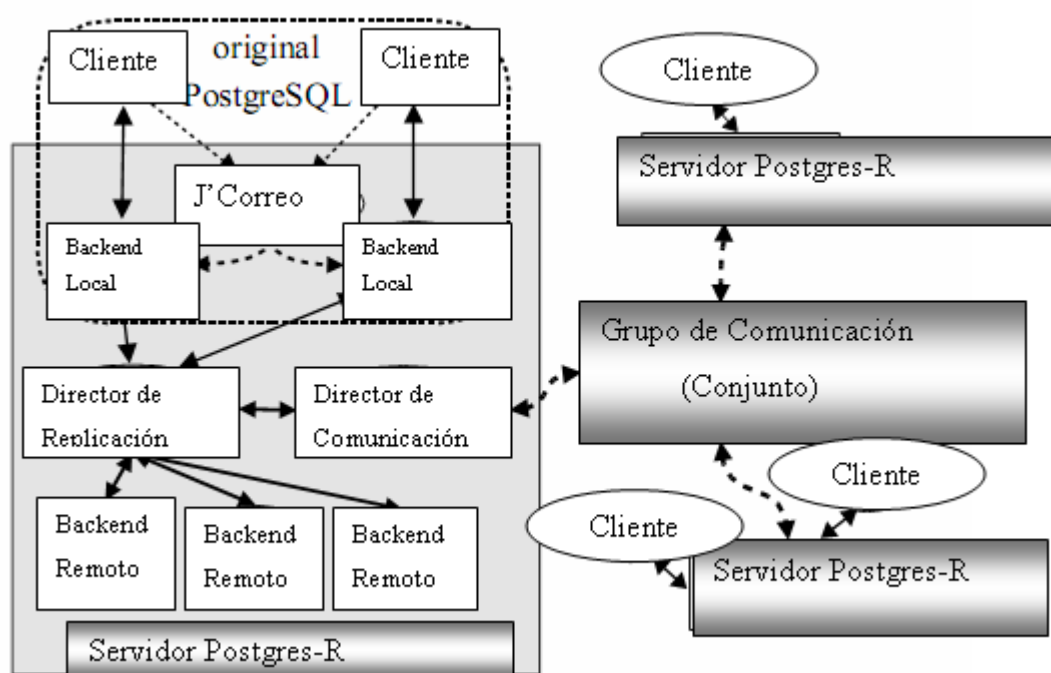 Cliente
original
PostgreSQL
Cliente
J’Correo
Backend
Local
Backend
Local
Director de
Replicación
Director de
Comunicación
Backend
Remoto
Backend
Remoto
Backend
Remoto
Servidor Postgres-R
Cliente
Servidor Postgres-R
Grupo de Comunicación
(Conjunto)
Cliente
Cliente
Servidor Postgres-R